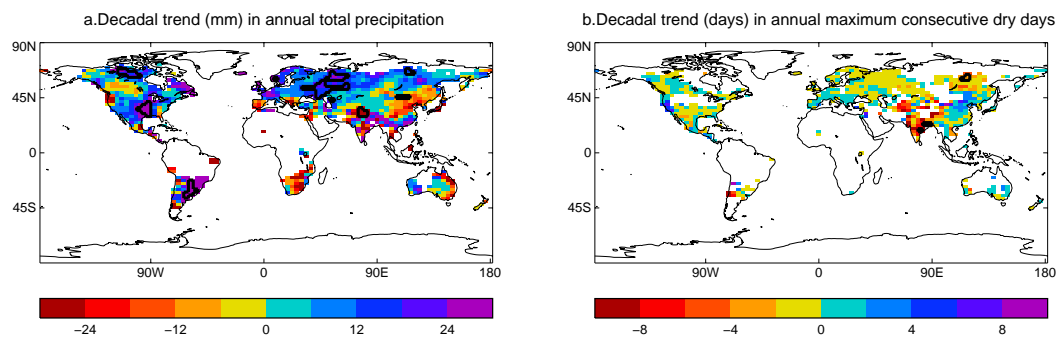 a.Decadal trend (mm) in annual total precipitation
90N
45N
0
45S
90W
0
90E
180
−24
−12
0
12
24
b.Decadal trend (days) in annual maximum consecutive dry days
90N
45N
0
45S
90W
0
90E
180
−8
−4
0
4
8